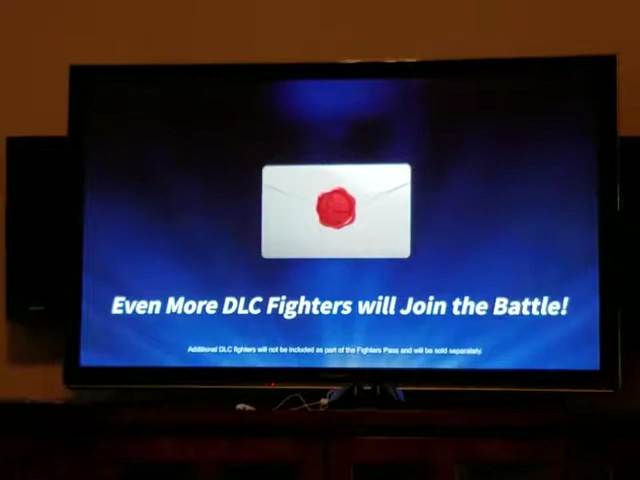 Even More DLC Fighters will Join the Battle!
Additional DLC fighters will not be included as part of the Fighters Pass and will be sold separately.